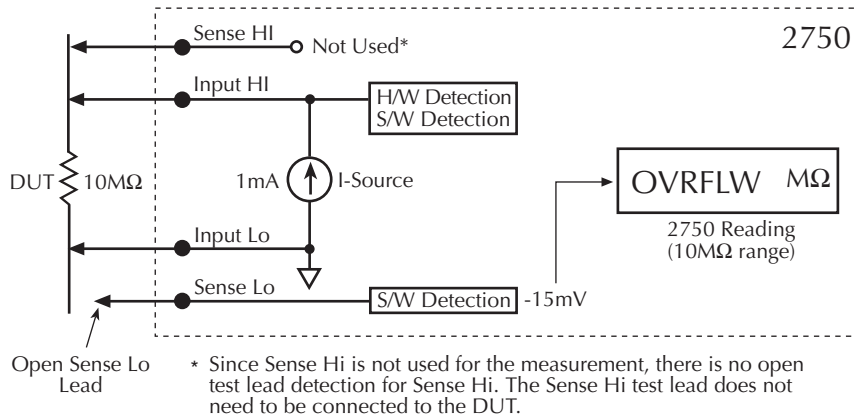 Sense HI
Not Used*
2750
Input HI
H/W Detection
S/W Detection
DUT
10MΩ
1mA
I-Source
OVRFLW MΩ
2750 Reading
(10MΩ range)
Input Lo
Sense Lo
S/W Detection
-15mV
Open Sense Lo
Lead
* Since Sense Hi is not used for the measurement, there is no open
test lead detection for Sense Hi. The Sense Hi test lead does not
need to be connected to the DUT.